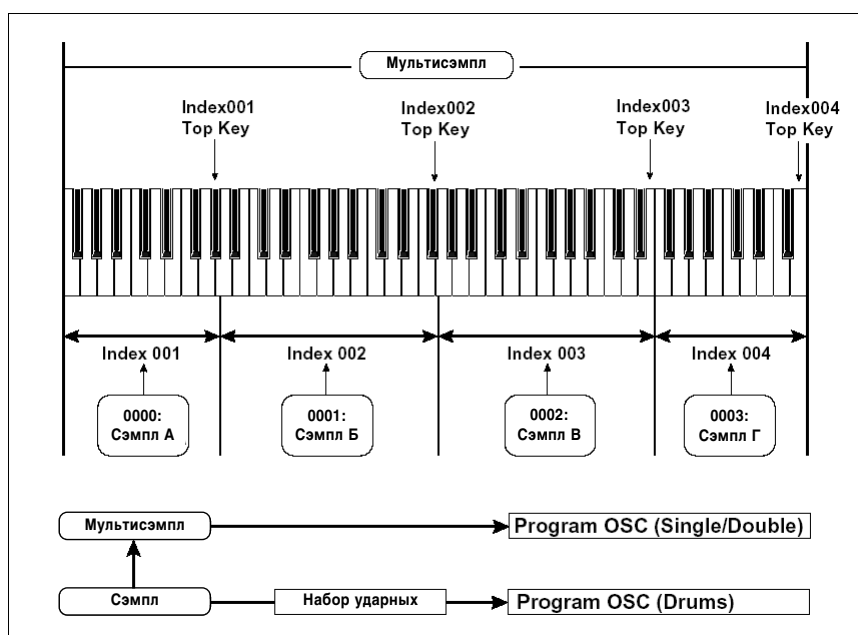 Мультисэмпл
Index001
Top Key
Index002
Top Key
Index003
Top Key
Index004
Top Key
Index 001
Index 002
Index 003
Index 004
0000:
Сэмпл А
0001:
Сэмпл Б
0002:
Сэмпл В
0003:
Сэмпл Г
Мультисэмпл
Program OSC (Single/Double)
Сэмпл
Набор ударных
Program OSC (Drums)